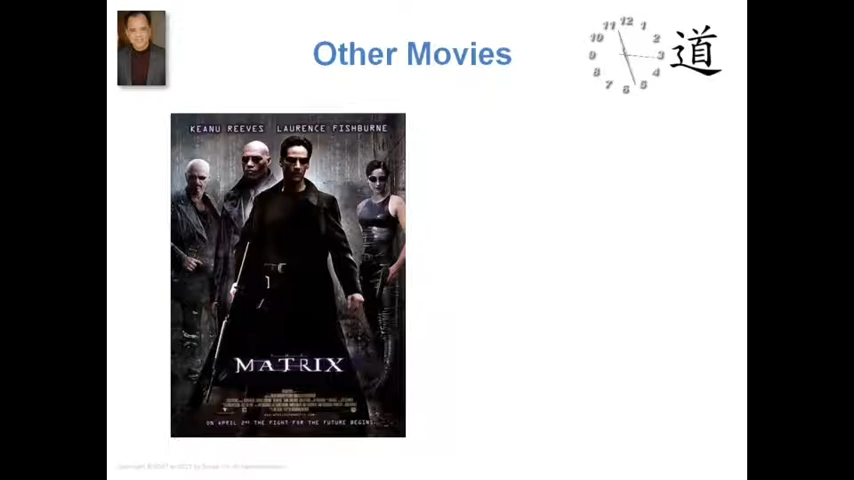 Other Movies
11 12 1
10 2
9 3
8 4
7 6 5
道
KEANU REEVES LAURENCE FISHBURNE
THE
MATRIX
ON APRIL 2ND THE FIGHT FOR THE FUTURE BEGINS.